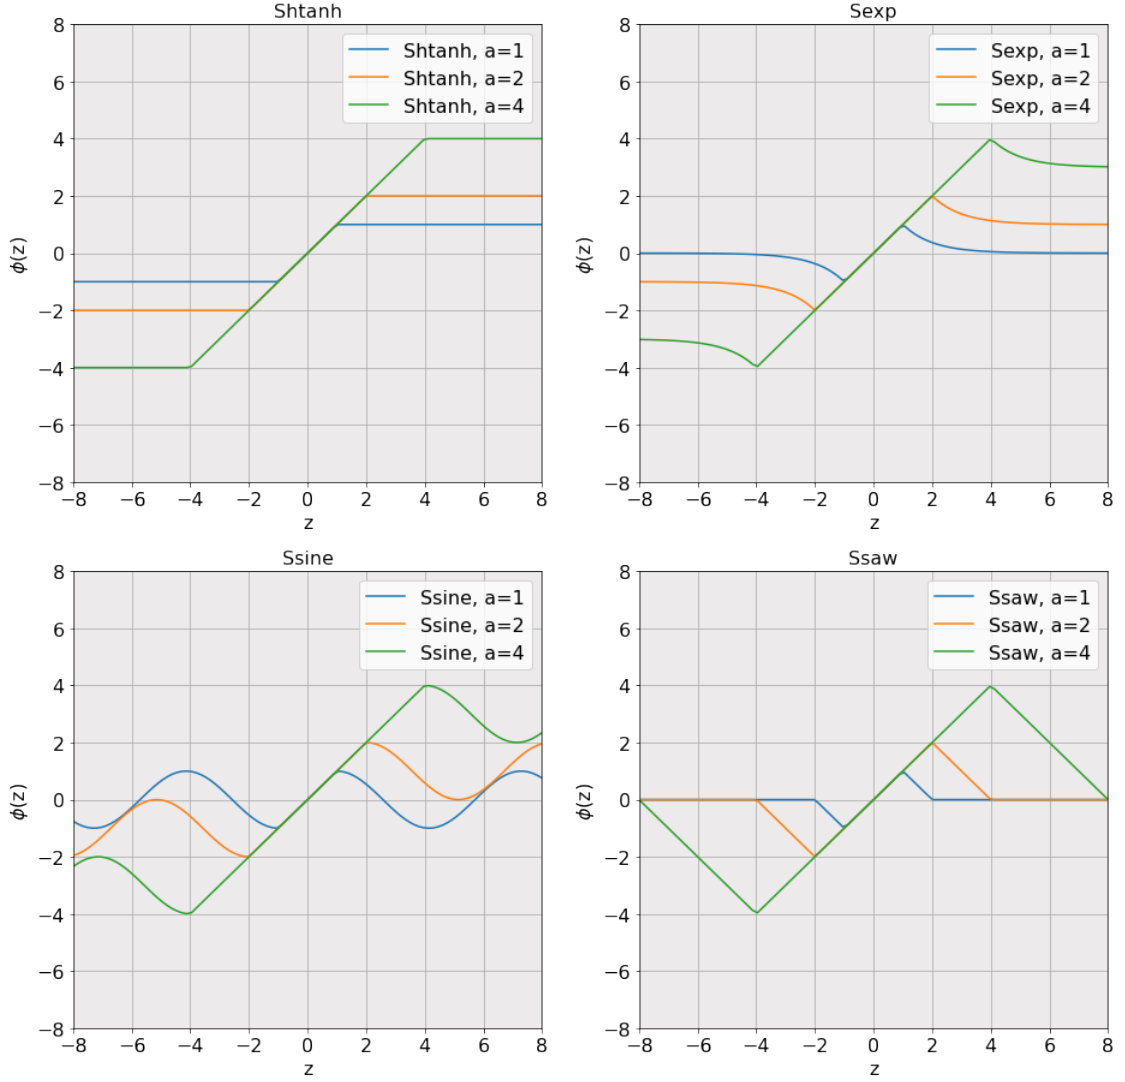 Shtanh
8
6
4
2
0
−2
−4
−6
−8
ϕ(z)
Shtanh, a=1
Shtanh, a=2
Shtanh, a=4
−8 −6 −4 −2 0 2 4 6 8
z
Sexp
8
6
4
2
0
−2
−4
−6
−8
ϕ(z)
Sexp, a=1
Sexp, a=2
Sexp, a=4
−8 −6 −4 −2 0 2 4 6 8
z
Ssine
8
6
4
2
0
−2
−4
−6
−8
ϕ(z)
Ssine, a=1
Ssine, a=2
Ssine, a=4
−8 −6 −4 −2 0 2 4 6 8
z
Ssaw
8
6
4
2
0
−2
−4
−6
−8
ϕ(z)
Ssaw, a=1
Ssaw, a=2
Ssaw, a=4
−8 −6 −4 −2 0 2 4 6 8
z